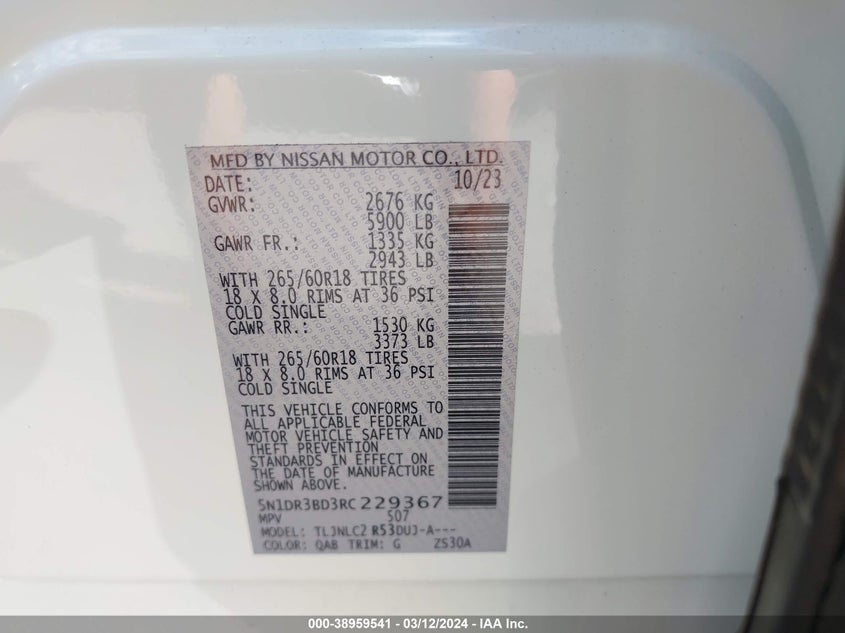 MFD BY NISSAN MOTOR CO., LTD.
DATE: 10/23
GVWR: 2676 KG
5900 LB
GAWR FR.: 1335 KG
2943 LB
WITH 265/60R18 TIRES
18 X 8.0 RIMS AT 36 PSI
COLD SINGLE
GAWR RR.: 1530 KG
3373 LB
WITH 265/60R18 TIRES
18 X 8.0 RIMS AT 36 PSI
COLD SINGLE
THIS VEHICLE CONFORMS TO
ALL APPLICABLE FEDERAL
MOTOR VEHICLE SAFETY AND
THEFT PREVENTION
STANDARDS IN EFFECT ON
THE DATE OF MANUFACTURE
SHOWN ABOVE.
5N1DR3BD3RC229367
MPV S07
MODEL: TLJNLC2 R53DUJ-A---
COLOR: QAB TRIM: G ZS30A
000-38959541 - 03/12/2024 - IAA Inc.